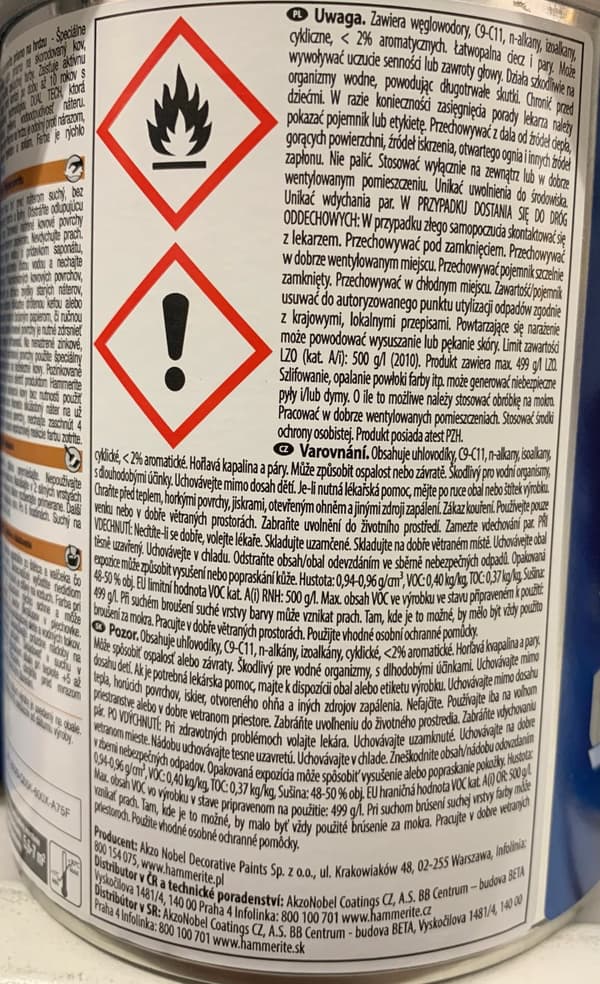 PL Uwaga. Zawiera węglowodory, C9-C11, n-alkany, izoalkany,
cykliczne, < 2% aromatycznych. Łatwopalna ciecz i pary. Może
wywoływać uczucie senności lub zawroty głowy. Działa szkodliwie na
organizmy wodne, powodując długotrwałe skutki. Chronić przed
dziećmi. W razie konieczności zasięgnięcia porady lekarza należy
pokazać pojemnik lub etykietę. Przechowywać z dala od źródeł ciepła,
gorących powierzchni, źródeł iskrzenia, otwartego ognia i innych źródeł
zapłonu. Nie palić. Stosować wyłącznie na zewnątrz lub w dobrze
wentylowanym pomieszczeniu. Unikać uwolnienia do środowiska.
Unikać wdychania par. W PRZYPADKU DOSTANIA SIĘ DO DRÓG
ODDECHOWYCH: W przypadku złego samopoczucia skontaktować się
z lekarzem. Przechowywać pod zamknięciem. Przechowywać
w dobrze wentylowanym miejscu. Przechowywać pojemnik szczelnie
zamknięty. Przechowywać w chłodnym miejscu. Zawartość/pojemnik
usuwać do autoryzowanego punktu utylizacji odpadów zgodnie
z krajowymi, lokalnymi przepisami. Powtarzające się narażenie
może powodować wysuszanie lub pękanie skóry. Limit zawartości
LZO (kat. A/i): 500 g/l (2010). Produkt zawiera max. 499 g/l LZO.
Szlifowanie, opalanie powłoki farby itp. może generować niebezpieczne
pyły i/lub dymy. O ile to możliwe należy stosować obróbkę na mokro.
Pracować w dobrze wentylowanych pomieszczeniach. Stosować środki
ochrony osobistej. Produkt posiada atest PZH.
CZ Varování. Obsahuje uhlovodíky, C9-C11, n-alkany, isoalkany,
cyklické, < 2% aromatické. Hořlavá kapalina a páry. Může způsobit ospalost nebo závratě. Škodlivý pro vodní organismy,
s dlouhodobými účinky. Uchovávejte mimo dosah dětí. Je-li nutná lékařská pomoc, mějte po ruce obal nebo štítek výrobku.
Chraňte před teplem, horkými povrchy, jiskrami, otevřeným ohněm a jinými zdroji zapálení. Zákaz kouření. Používejte pouze
venku nebo v dobře větraných prostorách. Zabraňte uvolnění do životního prostředí. Zamezte vdechování par. PŘI
VDECHNUTÍ: Necítíte-li se dobře, volejte lékaře. Skladujte uzamčené. Skladujte na dobře větraném místě. Uchovávejte obal
těsně uzavřený. Uchovávejte v chladu. Odstraňte obsah/obal odevzdáním ve sběrně nebezpečných odpadů. Opakovaná
expozice může způsobit vysušení nebo popraskání kůže. Hustota: 0,94-0,96 g/cm³, VOC: 0,40 kg/kg, TOC: 0,37 kg/kg, Sušina:
48-50 % obj. EU limitní hodnota VOC kat. A(i) RNH: 500 g/l. Max. obsah VOC ve výrobku ve stavu připraveném k použití:
499 g/l. Při suchém broušení suché vrstvy barvy může vznikat prach. Tam, kde je to možné, by mělo být vždy použito
broušení za mokra. Pracujte v dobře větraných prostorách. Použijte vhodné osobní ochranné pomůcky.
SK Pozor. Obsahuje uhľovodíky, C9-C11, n-alkány, izoalkány, cyklické, <2% aromatické. Horľavá kvapalina a pary.
Môže spôsobiť ospalosť alebo závraty. Škodlivý pre vodné organizmy, s dlhodobými účinkami. Uchovávajte mimo
dosahu detí. Ak je potrebná lekárska pomoc, majte k dispozícii obal alebo etiketu výrobku. Uchovávajte mimo dosahu
tepla, horúcich povrchov, iskier, otvoreného ohňa a iných zdrojov zapálenia. Nefajčite. Používajte iba na voľnom
priestranstve alebo v dobre vetranom priestore. Zabráňte uvoľneniu do životného prostredia. Zabráňte vdychovaniu
pár. PO VDÝCHNUTÍ: Pri zdravotných problémoch volajte lekára. Uchovávajte uzamknuté. Uchovávajte na dobre
vetranom mieste. Nádobu uchovávajte tesne uzavretú. Uchovávajte v chlade. Zneškodnite obsah/nádobu odovzdaním
v zberni nebezpečných odpadov. Opakovaná expozícia môže spôsobiť vysušenie alebo popraskanie pokožky. Hustota:
0,94-0,96 g/cm³, VOC: 0,40 kg/kg, TOC: 0,37 kg/kg, Sušina: 48-50 % obj. EU hraničná hodnota VOC kat. A(i) OR: 500 g/l.
Max. obsah VOC vo výrobku v stave pripravenom na použitie: 499 g/l. Pri suchom brúsení suchej vrstvy farby môže
vznikať prach. Tam, kde je to možné, by malo byť vždy použité brúsenie za mokra. Pracujte v dobre vetraných
priestoroch. Použite vhodné osobné ochranné pomôcky.
Producent: Akzo Nobel Decorative Paints Sp. z o.o., ul. Krakowiaków 48, 02-255 Warszawa, Infolinia:
800 154 075, www.hammerite.pl
Distributor v ČR a technické poradenství: AkzoNobel Coatings CZ, A.S. BB Centrum – budova BETA
Vyskočilova 1481/4, 140 00 Praha 4 Infolinka: 800 100 701 www.hammerite.cz
Distribútor v SR: AkzoNobel Coatings CZ, A.S. BB Centrum - budova BETA, Vyskočilova 1481/4, 140 00
Praha 4 Infolinka: 800 100 701 www.hammerite.sk